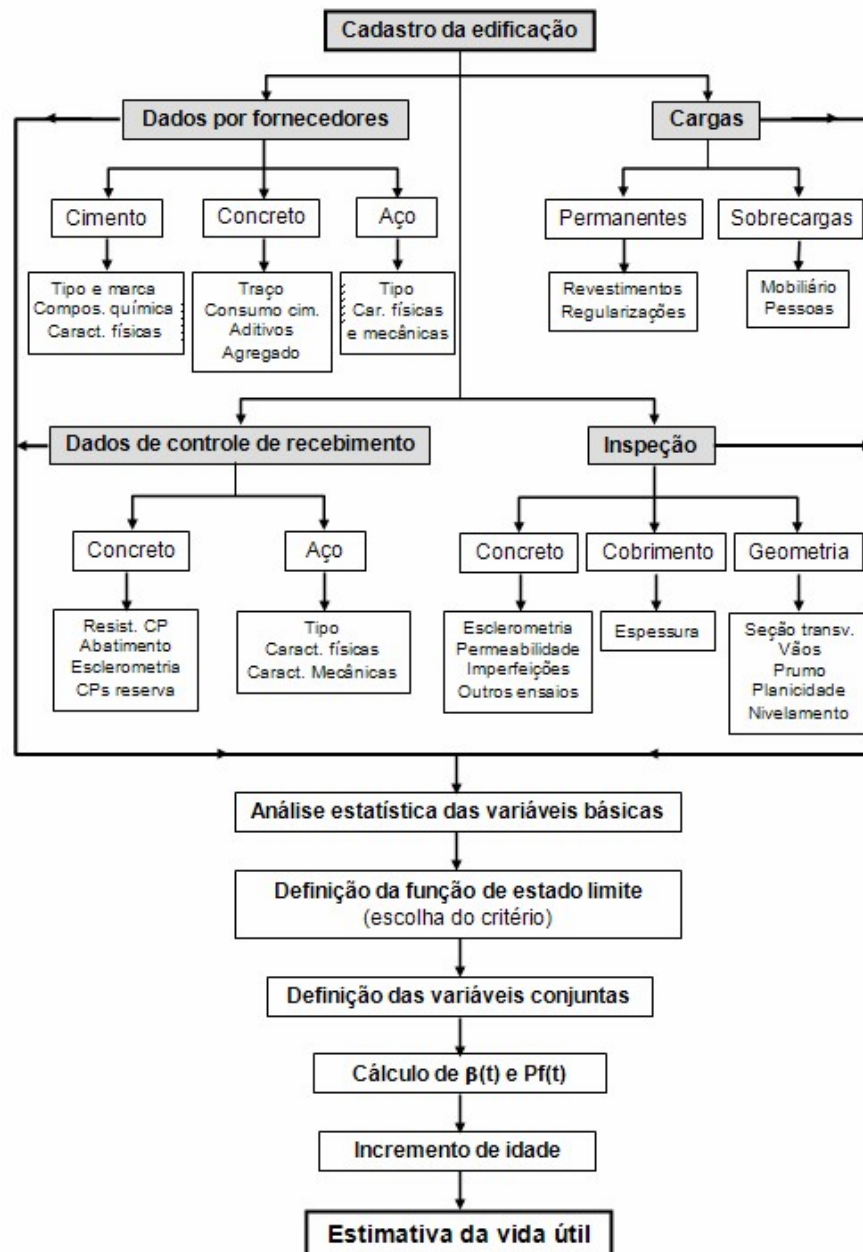 Cadastro da edificação
Dados por fornecedores
Cargas
Cimento
Concreto
Aço
Permanentes
Sobrecargas
Tipo e marca
Compos. química
Caract. físicas
Traço
Consumo cim.
Aditivos
Agregado
Tipo
Car. físicas
e mecânicas
Revestimentos
Regularizações
Mobiliário
Pessoas
Dados de controle de recebimento
Inspeção
Concreto
Aço
Concreto
Cobrimento
Geometria
Resist. CP
Abatimento
Esclerometria
CPs reserva
Tipo
Caract. físicas
Caract. Mecânicas
Esclerometria
Permeabilidade
Imperfeições
Outros ensaios
Espessura
Seção transv.
Vãos
Prumo
Planicidade
Nivelamento
Análise estatística das variáveis básicas
Definição da função de estado limite
(escolha do critério)
Definição das variáveis conjuntas
Cálculo de β(t) e Pf(t)
Incremento de idade
Estimativa da vida útil